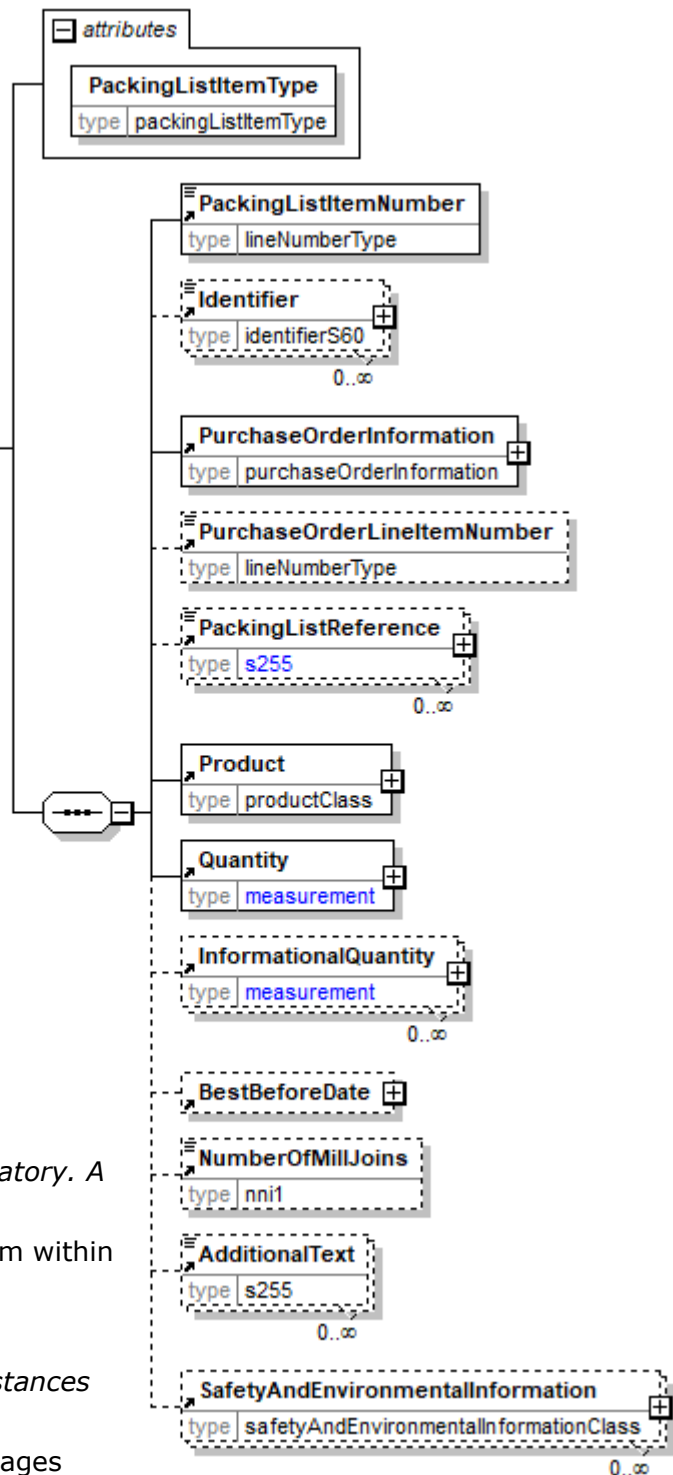 attributes
PackingListItemType
type packingListItemType
PackingListItemNumber
type lineNumberType
Identifier
type identifierS60
0..∞
PurchaseOrderInformation
type purchaseOrderInformation
PurchaseOrderLineItemNumber
type lineNumberType
PackingListReference
type s255
0..∞
Product
type productClass
Quantity
type measurement
InformationalQuantity
type measurement
0..∞
BestBeforeDate
atory. A
NumberOfMillJoins
type nni1
m within
AdditionalText
type s255
0..∞
stances
SafetyAndEnvironmentalInformation
type safetyAndEnvironmentalInformationClass
ages
0..∞